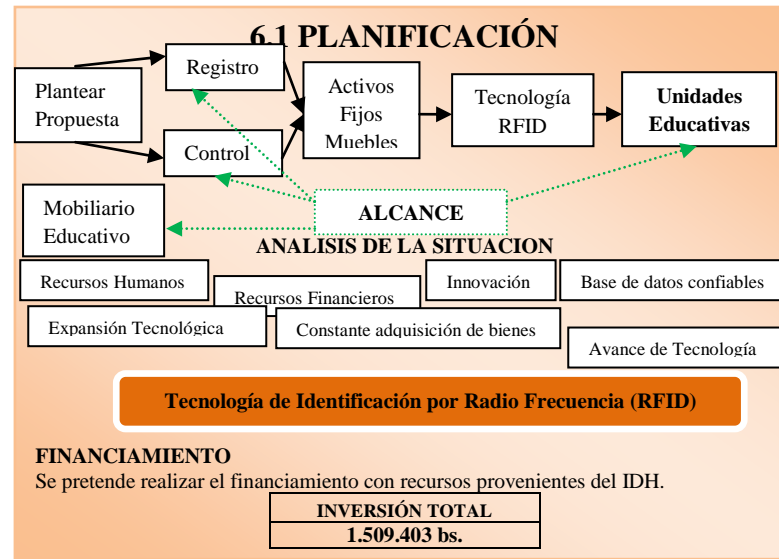 6.1 PLANIFICACIÓN
Plantear
Propuesta
Registro
Control
Activos
Fijos
Muebles
Tecnología
RFID
Unidades
Educativas
Mobiliario
Educativo
ALCANCE
ANALISIS DE LA SITUACION
Recursos Humanos
Recursos Financieros
Innovación
Base de datos confiables
Expansión Tecnológica
Constante adquisición de bienes
Avance de Tecnología
Tecnología de Identificación por Radio Frecuencia (RFID)
FINANCIAMIENTO
Se pretende realizar el financiamiento con recursos provenientes del IDH.
INVERSIÓN TOTAL
1.509.403 bs.